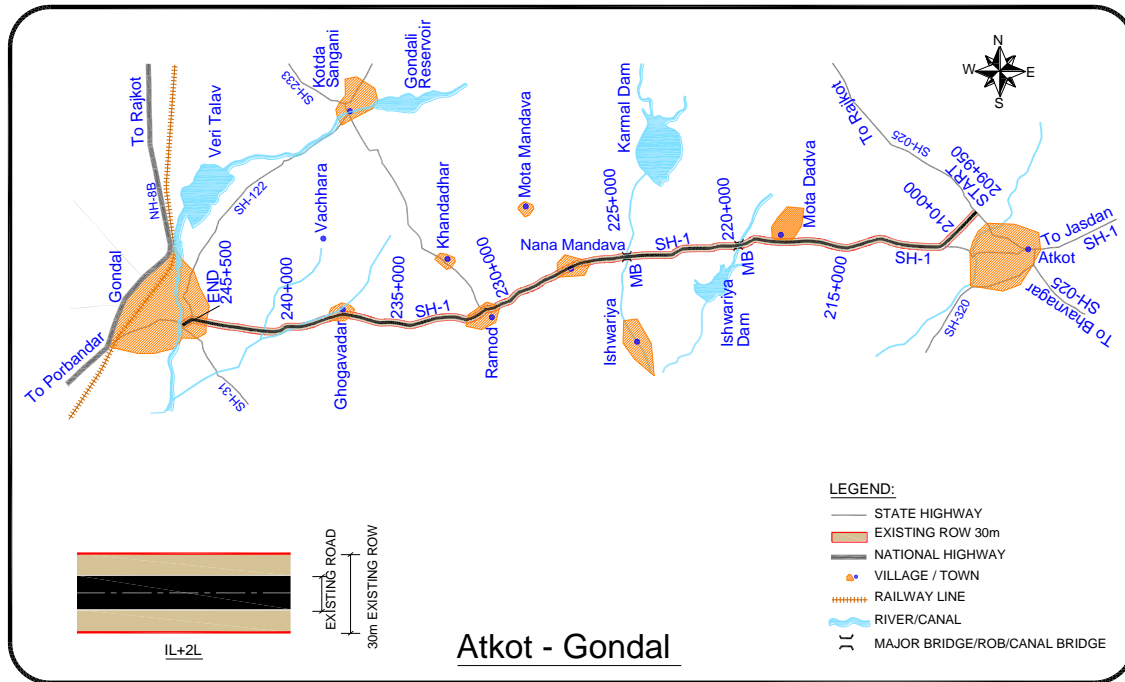 To Rajkot
NH-8B
Veri Talav
SH-233
Kotda
Sangani
Gondali
Reservoir
SH-122
Vachhara
Khandadhar
Mota Mandava
Karmal Dam
To Rajkot
SH-025
N
W
E
S
Gondal
END
245+500
240+000
235+000
SH-1
230+000
Nana Mandava
225+000
SH-1
220+000
Mota Dadva
215+000
SH-1
210+000
START
209+950
To Jasdan
SH-1
Atkot
SH-025
To Bhavnagar
SH-320
MB
MB
To Porbandar
SH-31
Ghogavadar
Ramod
Ishwariya
Ishwariya
Dam
LEGEND:
STATE HIGHWAY
EXISTING ROW 30m
NATIONAL HIGHWAY
VILLAGE / TOWN
RAILWAY LINE
RIVER/CANAL
MAJOR BRIDGE/ROB/CANAL BRIDGE
EXISTING ROAD
30m EXISTING ROW
IL+2L
Atkot - Gondal